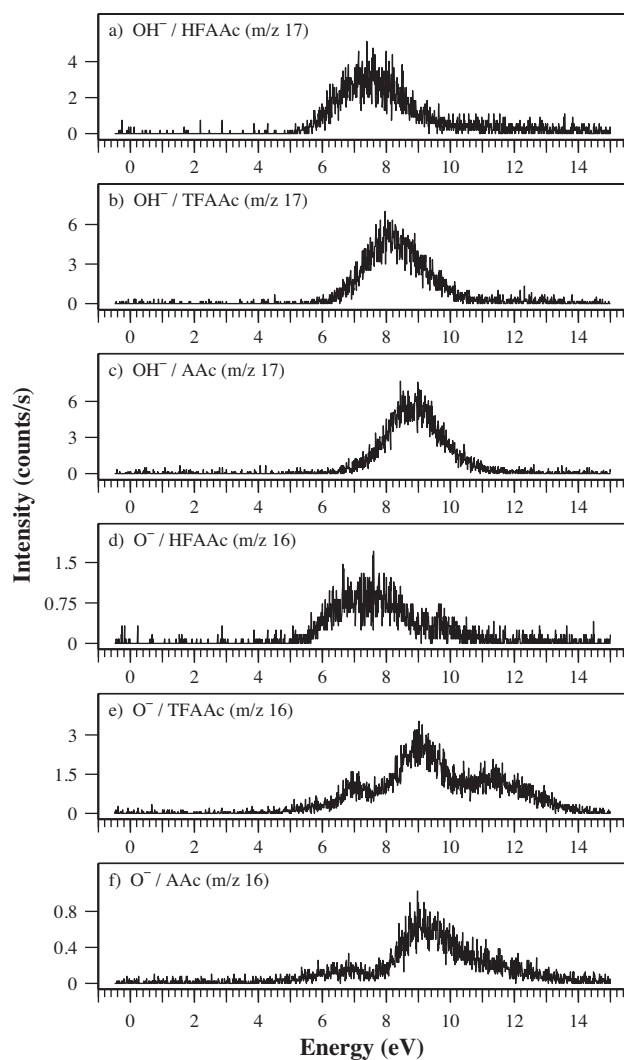 a) OH⁻ / HFAAc (m/z 17)
4
2
0
0 2 4 6 8 10 12 14
b) OH⁻ / TFAAc (m/z 17)
6
3
0
0 2 4 6 8 10 12 14
c) OH⁻ / AAc (m/z 17)
6
3
0
0 2 4 6 8 10 12 14
Intensity (counts/s)
d) O⁻ / HFAAc (m/z 16)
1.5
0.75
0
0 2 4 6 8 10 12 14
e) O⁻ / TFAAc (m/z 16)
3
1.5
0
0 2 4 6 8 10 12 14
f) O⁻ / AAc (m/z 16)
0.8
0.4
0
0 2 4 6 8 10 12 14
Energy (eV)